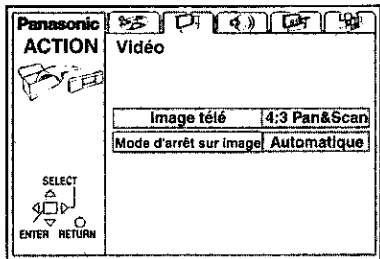 Panasonic
ACTION
Vidéo
Image télé 4:3 Pan&Scan
Mode d'arrêt sur image Automatique
SELECT
ENTER RETURN